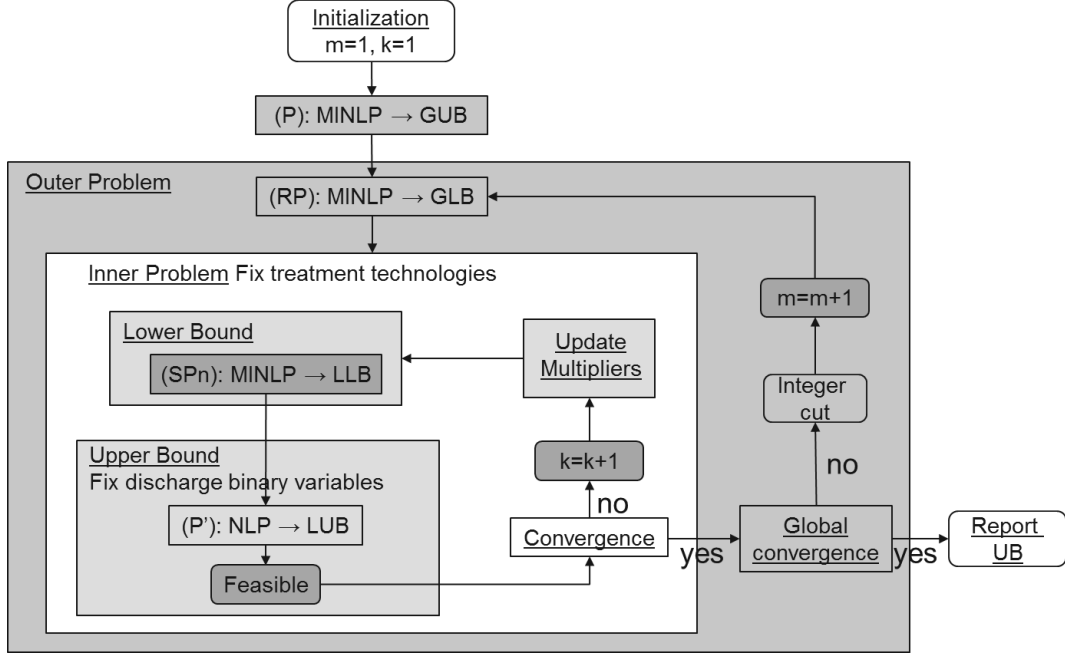 Initialization
m=1, k=1
(P): MINLP → GUB
Outer Problem
(RP): MINLP → GLB
Inner Problem Fix treatment technologies
Lower Bound
(SPn): MINLP → LLB
Update
Multipliers
m=m+1
Integer
cut
Upper Bound
Fix discharge binary variables
(P’): NLP → LUB
Feasible
k=k+1
no
Convergence
yes
no
Global
convergence
yes
Report
UB